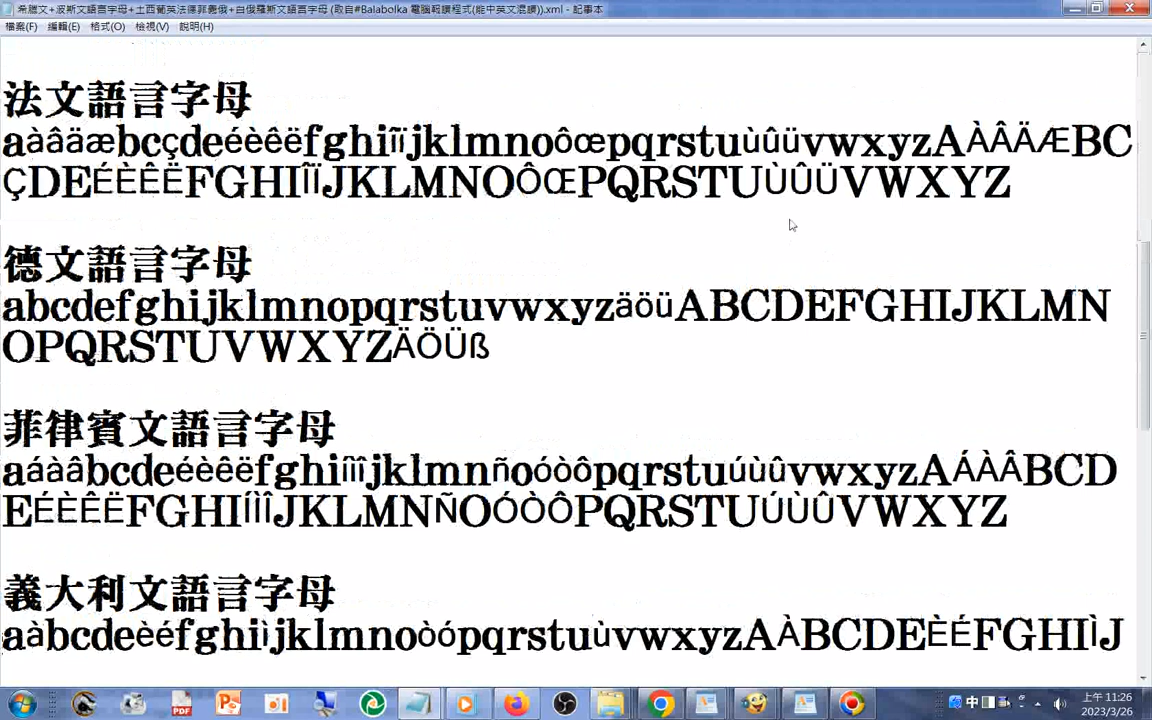 希臘文+波斯文語言字母+土西葡英法德菲義俄+白俄羅斯文語言字母 (取自#Balabolka 電腦報讀程式(能中英文混讀)).xml - 記事本
檔案(F) 編輯(E) 格式(O) 檢視(V) 說明(H)
法文語言字母
aàâäæbcçdeéèêëfghiîïjklmnoôœpqrstuùûüvwxyzAÀÂÄÆBC
ÇDEÉÈÊËFGHIÎÏJKLMNOÔŒPQRSTUÙÛÜVWXYZ
德文語言字母
abcdefghijklmnopqrstuvwxyzäöüABCDEFGHIJKLMN
OPQRSTUVWXYZÄÖÜß
菲律賓文語言字母
aáàâbcdeéèêëfghiíìîjklmnñoóòôpqrstuúùûvwxyzAÁÀÂBCD
EÉÈÊËFGHIÍÌÎJKLMNÑOÓÒÔPQRSTUÚÙÛVWXYZ
義大利文語言字母
aàbcdeèéfghiìjklmnoòópqrstuùvwxyzAÀBCDEÈÉFGHIÌJ
中
上午 11:26
2023/3/26